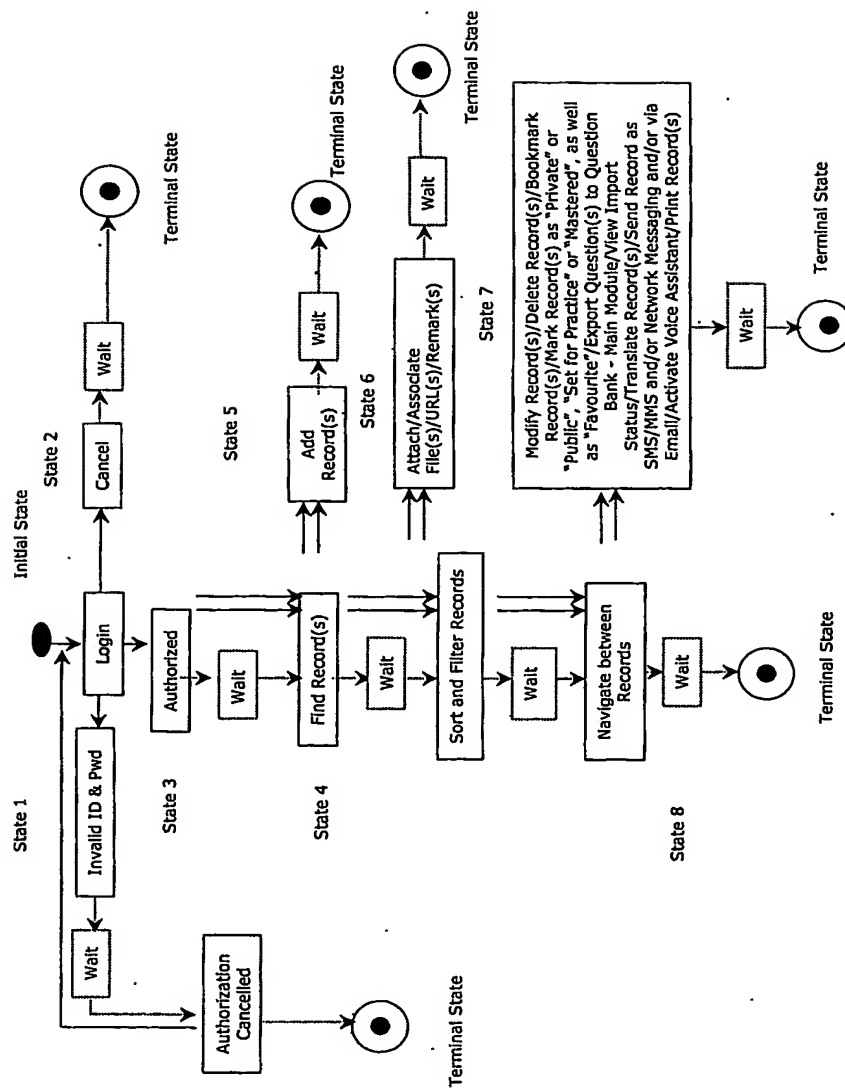 Initial State
State 1
Login
State 2
Cancel
Wait
Terminal State
Invalid ID & Pwd
Wait
Authorization
Cancelled
Terminal State
State 3
Authorized
Wait
State 4
Find Record(s)
Wait
Sort and Filter Records
Wait
Navigate between
Records
State 8
Wait
Terminal State
State 5
Add
Record(s)
Wait
Terminal State
State 6
Attach/Associate
File(s)/URL(s)/Remark(s)
Wait
Terminal State
State 7
Modify Record(s)/Delete Record(s)/Bookmark
Record(s)/Mark Record(s) as "Private" or
"Public", "Set for Practice" or "Mastered", as well
as "Favourite"/Export Question(s) to Question
Bank - Main Module/View Import
Status/Translate Record(s)/Send Record as
SMS/MMS and/or Network Messaging and/or via
Email/Activate Voice Assistant/Print Record(s)
Wait
Terminal State